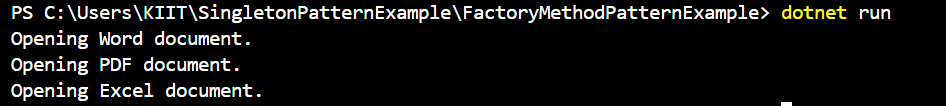 PS C:\Users\KIIT\SingletonPatternExample\FactoryMethodPatternExample> dotnet run
Opening Word document.
Opening PDF document.
Opening Excel document.